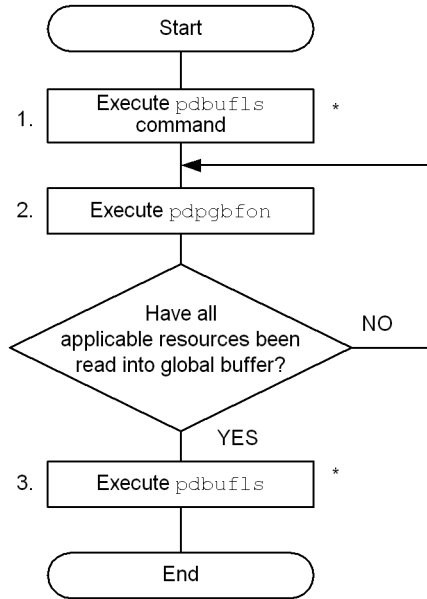 Start
1.
Execute pdbufls
command
*
2.
Execute pdpgbfon
Have all
applicable resources been
read into global buffer?
NO
YES
3.
Execute pdbufls
*
End